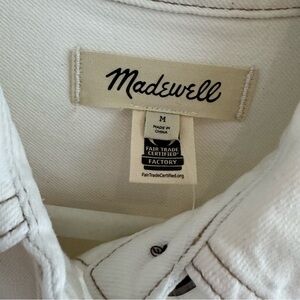 Madewell
M
MADE IN
CHINA
FAIR TRADE
CERTIFIED
FACTORY
FairTradeCertified.org